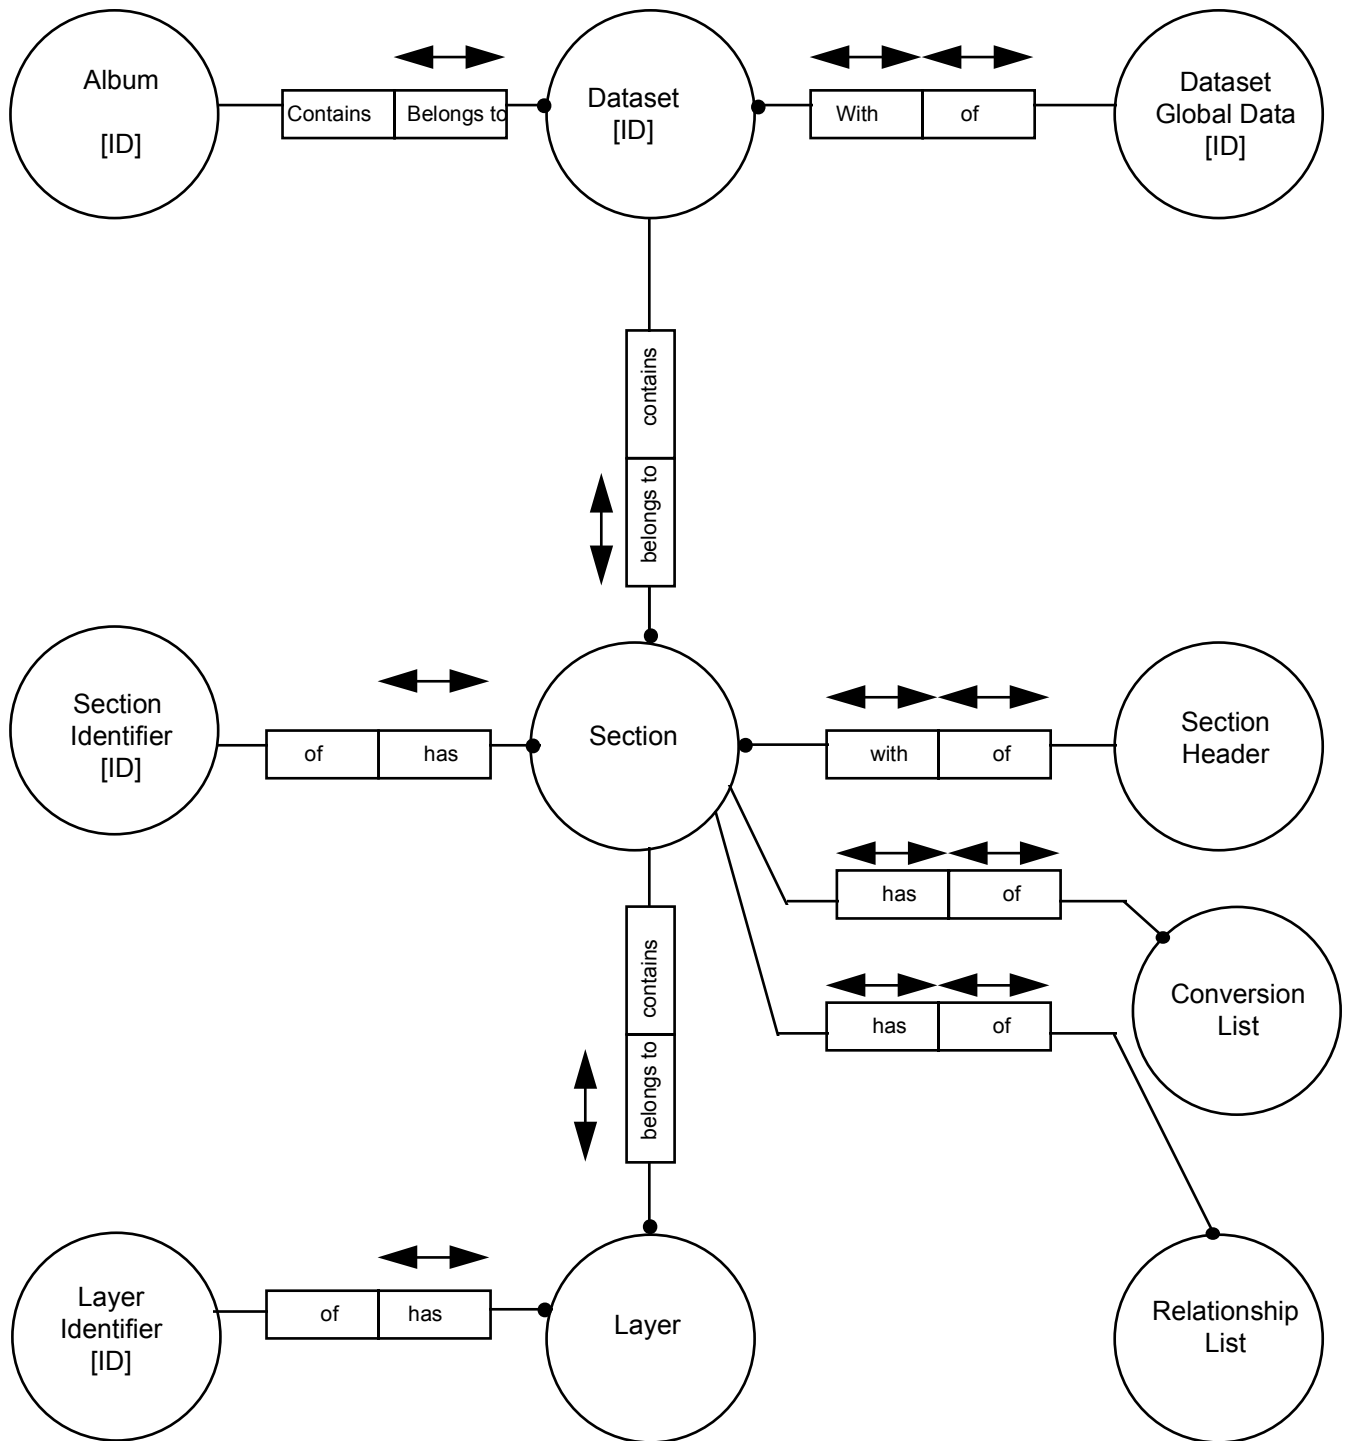 Album
[ID]
Contains
Belongs to
Dataset
[ID]
With
of
Dataset
Global Data
[ID]
contains
belongs to
Section
Identifier
[ID]
of
has
Section
with
of
Section
Header
has
of
Conversion
List
has
of
contains
belongs to
Layer
Identifier
[ID]
of
has
Layer
Relationship
List